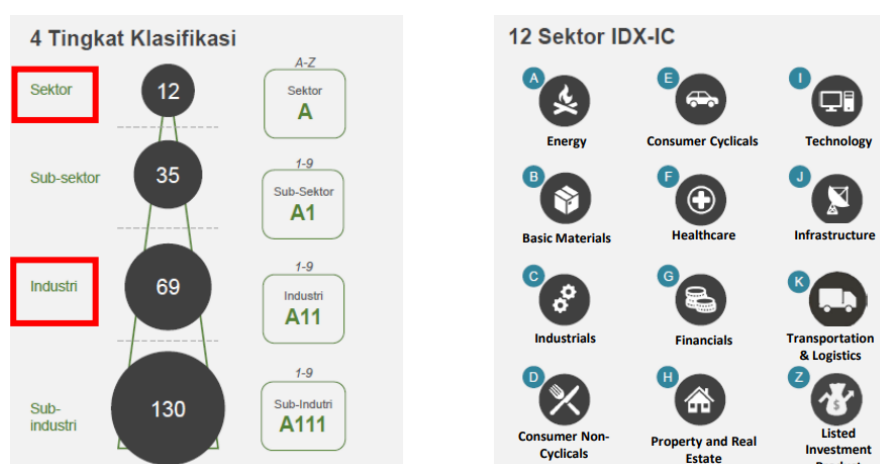 4 Tingkat Klasifikasi
Sektor
12
A-Z
Sektor
A
Sub-sektor
35
1-9
Sub-Sektor
A1
Industri
69
1-9
Industri
A11
Sub-
industri
130
1-9
Sub-Indutri
A111
12 Sektor IDX-IC
A
Energy
E
Consumer Cyclicals
I
Technology
B
Basic Materials
F
Healthcare
J
Infrastructure
C
Industrials
G
Financials
K
Transportation
& Logistics
D
Consumer Non-
Cyclicals
H
Property and Real
Estate
Z
$
Listed
Investment